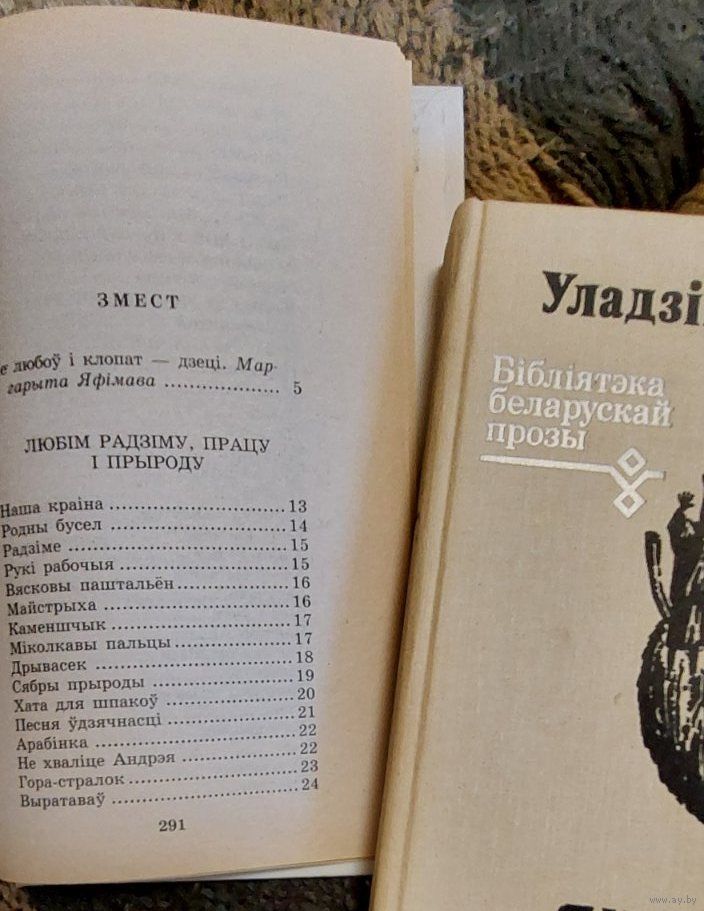 ЗМЕСТ
е любоў і клопат — дзеці. Мар-
гарыта Яфімава .................. 5
ЛЮБІМ РАДЗІМУ, ПРАЦУ
І ПРЫРОДУ
Наша краіна ........................... 13
Родны бусел ........................... 14
Радзіме ................................. 15
Рукі рабочыя .......................... 15
Вясковы паштальён ................. 16
Майстрыха ............................ 16
Каменшчык ........................... 17
Міколкавы пальцы .................. 17
Дрывасек .............................. 18
Сябры прыроды ..................... 19
Хата для шпакоў .................... 20
Песня ўдзячнасці .................... 21
Арабінка ............................... 22
Не хваліце Андрэя .................. 22
Гора-стралок ......................... 23
Выратаваў ............................. 24
291
Уладзі
Бібліятэка
беларускай
прозы
www.ay.by